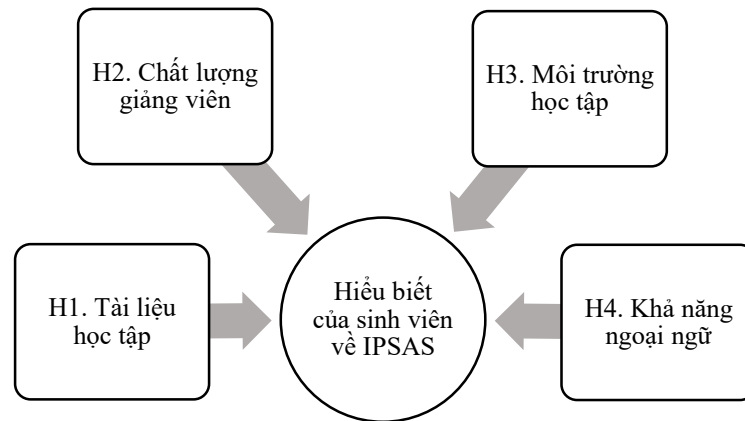 H2. Chất lượng
giảng viên
H3. Môi trường
học tập
H1. Tài liệu
học tập
Hiểu biết
của sinh viên
về IPSAS
H4. Khả năng
ngoại ngữ